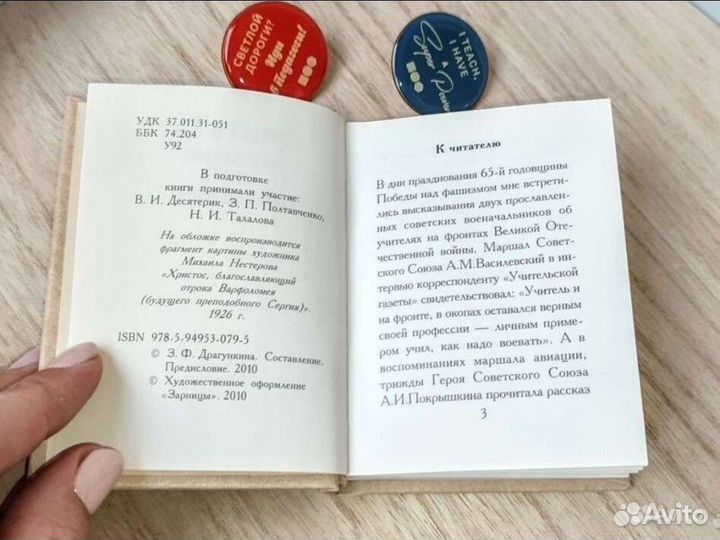 СВЕТЛОЙ
ДОРОГИ?
Иди
в педагоги!
I TEACH.
I HAVE
A
Super Power
УДК 37.011.31-051
ББК 74.204
У92
В подготовке
книги принимали участие:
В. И. Десятерик, З. П. Полтавченко,
Н. И. Талалова
На обложке воспроизводится
фрагмент картины художника
Михаила Нестерова
«Христос, благославляющий
отрока Варфоломея
(будущего преподобного Сергия)».
1926 г.
ISBN 978-5-94953-079-5
© З. Ф. Драгункина. Составление.
Предисловие. 2010
© Художественное оформление
«Зарницы». 2010
К читателю
В дни празднования 65-й годовщины
Победы над фашизмом мне встрети-
лись высказывания двух прославлен-
ных советских военачальников об
учителях на фронтах Великой Оте-
чественной войны. Маршал Совет-
ского Союза А.М.Василевский в ин-
тервью корреспонденту «Учительской
газеты» свидетельствовал: «Учитель и
на фронте, в окопах оставался верным
своей профессии — личным приме-
ром учил, как надо воевать». А в
воспоминаниях маршала авиации,
трижды Героя Советского Союза
А.И.Покрышкина прочитала рассказ
3
Avito